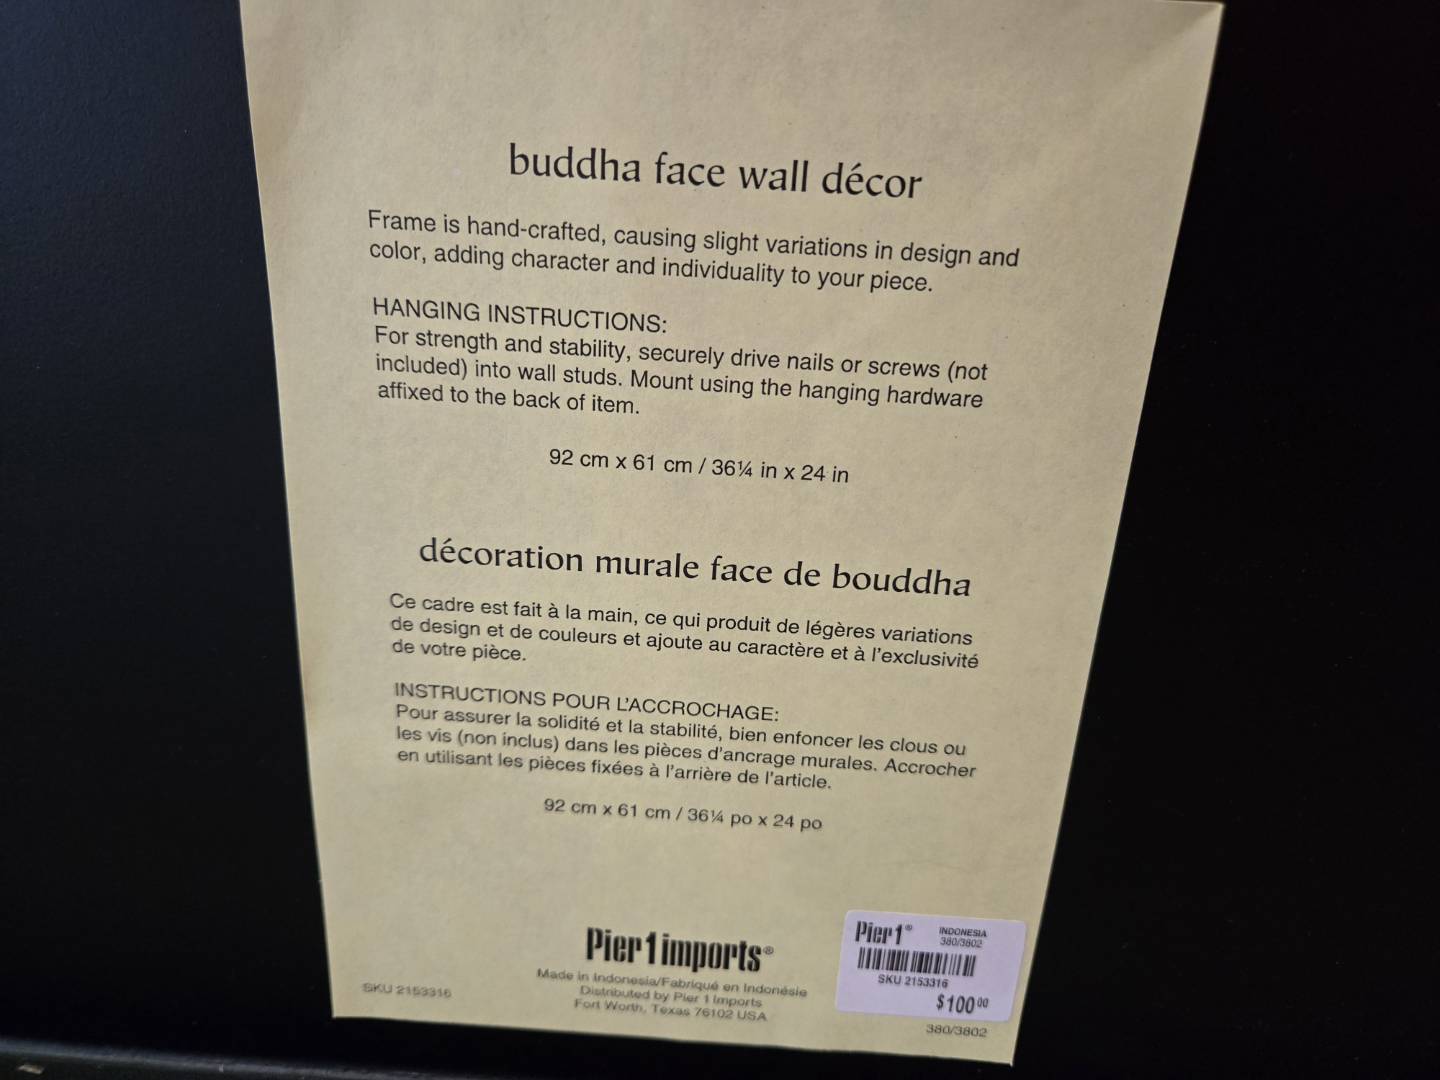 buddha face wall décor
Frame is hand-crafted, causing slight variations in design and
color, adding character and individuality to your piece.
HANGING INSTRUCTIONS:
For strength and stability, securely drive nails or screws (not
included) into wall studs. Mount using the hanging hardware
affixed to the back of item.
92 cm x 61 cm / 36¼ in x 24 in
décoration murale face de bouddha
Ce cadre est fait à la main, ce qui produit de légères variations
de design et de couleurs et ajoute au caractère et à l'exclusivité
de votre pièce.
INSTRUCTIONS POUR L'ACCROCHAGE:
Pour assurer la solidité et la stabilité, bien enfoncer les clous ou
les vis (non inclus) dans les pièces d'ancrage murales. Accrocher
en utilisant les pièces fixées à l'arrière de l'article.
92 cm x 61 cm / 36¼ po x 24 po
Pier 1 imports®
Made in Indonesia/Fabriqué en Indonésie
Distributed by Pier 1 Imports
Fort Worth, Texas 76102 USA
SKU 2153316
Pier 1®
INDONESIA
380/3802
SKU 2153316
$100.00
380/3802